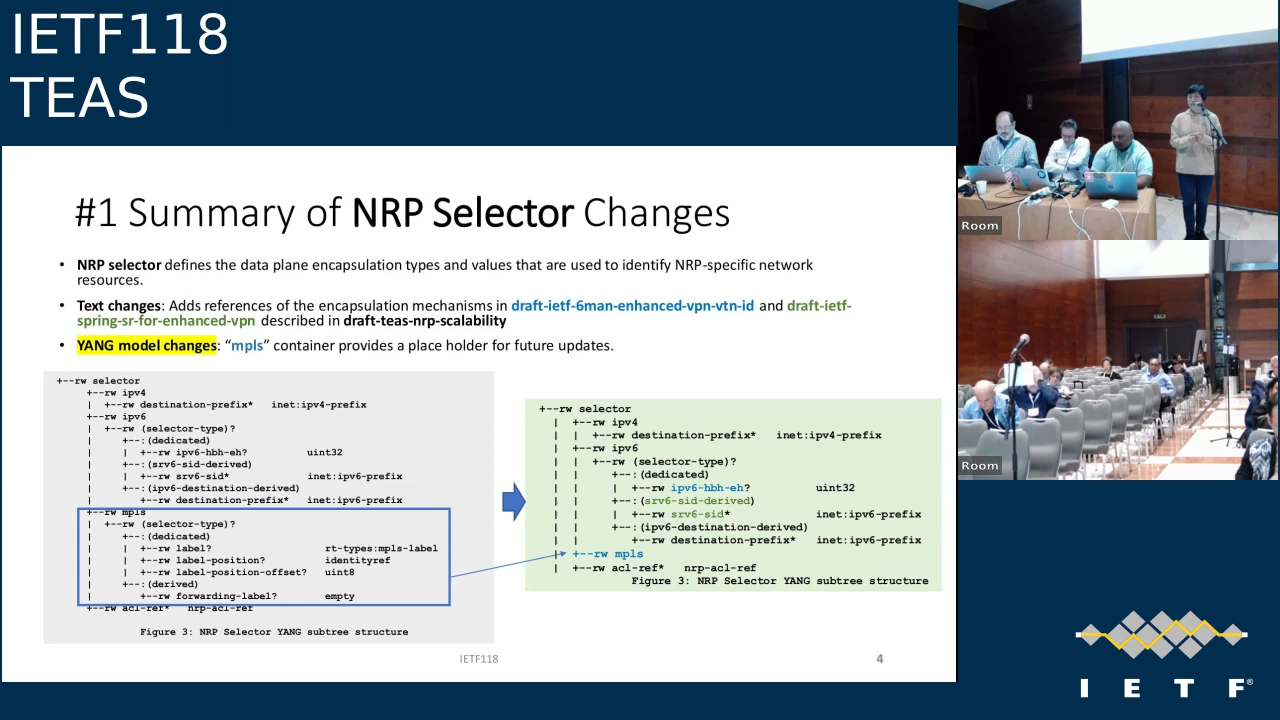 IETF118
TEAS
#1 Summary of NRP Selector Changes
• NRP selector defines the data plane encapsulation types and values that are used to identify NRP-specific network
resources.
• Text changes: Adds references of the encapsulation mechanisms in draft-ietf-6man-enhanced-vpn-vtn-id and draft-ietf-
spring-sr-for-enhanced-vpn described in draft-teas-nrp-scalability
• YANG model changes: “mpls” container provides a place holder for future updates.
+--rw selector
+--rw ipv4
| +--rw destination-prefix* inet:ipv4-prefix
+--rw ipv6
| +--rw (selector-type)?
| +--:(dedicated)
| | +--rw ipv6-hbh-eh? uint32
| +--:(srv6-sid-derived)
| | +--rw srv6-sid* inet:ipv6-prefix
| +--:(ipv6-destination-derived)
| +--rw destination-prefix* inet:ipv6-prefix
+--rw mpls
| +--rw (selector-type)?
| +--:(dedicated)
| | +--rw label? rt-types:mpls-label
| | +--rw label-position? identityref
| | +--rw label-position-offset? uint8
| +--:(derived)
| +--rw forwarding-label? empty
+--rw acl-ref* nrp-acl-ref
Figure 3: NRP Selector YANG subtree structure
+--rw selector
| +--rw ipv4
| | +--rw destination-prefix* inet:ipv4-prefix
| +--rw ipv6
| | +--rw (selector-type)?
| | +--:(dedicated)
| | | +--rw ipv6-hbh-eh? uint32
| | +--:(srv6-sid-derived)
| | | +--rw srv6-sid* inet:ipv6-prefix
| | +--:(ipv6-destination-derived)
| | +--rw destination-prefix* inet:ipv6-prefix
| +--rw mpls
| +--rw acl-ref* nrp-acl-ref
Figure 3: NRP Selector YANG subtree structure
IETF118
4
Room
Room
I E T F®